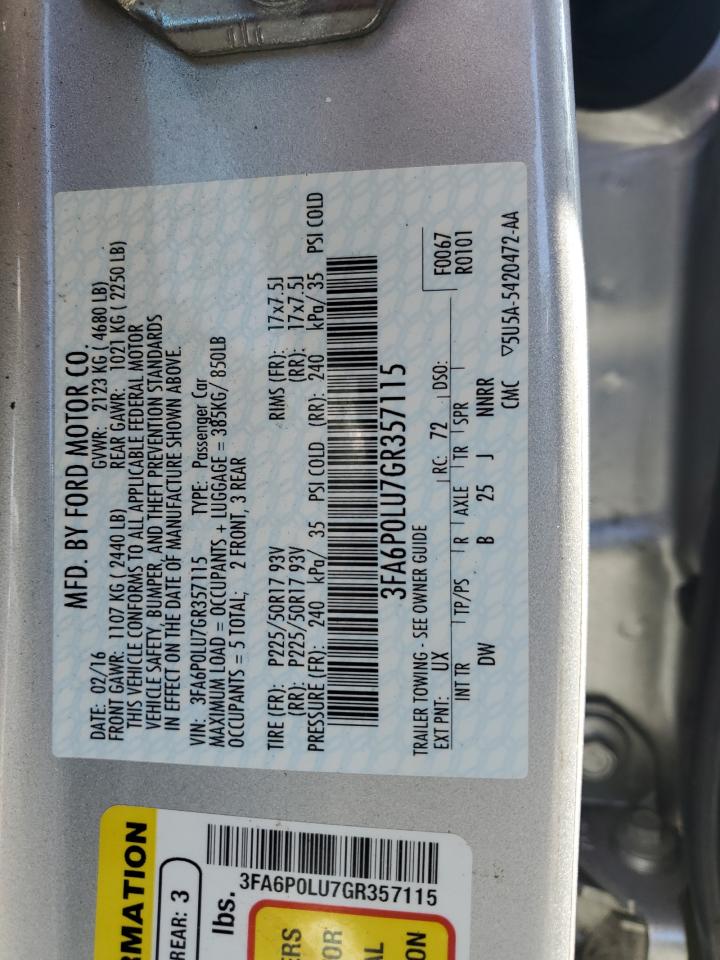 MFD. BY FORD MOTOR CO.
DATE: 02/16 GVWR: 2123 KG ( 4680 LB)
FRONT GAWR: 1107 KG ( 2440 LB) REAR GAWR: 1021 KG ( 2250 LB)
THIS VEHICLE CONFORMS TO ALL APPLICABLE FEDERAL MOTOR
VEHICLE SAFETY, BUMPER, AND THEFT PREVENTION STANDARDS
IN EFFECT ON THE DATE OF MANUFACTURE SHOWN ABOVE.
VIN: 3FA6P0LU7GR357115 TYPE: Passenger Car
MAXIMUM LOAD = OCCUPANTS + LUGGAGE = 385KG/ 850LB
OCCUPANTS = 5 TOTAL; 2 FRONT, 3 REAR
TIRE (FR): P225/50R17 93V RIMS (FR): 17x7.5J
(RR): P225/50R17 93V (RR): 17x7.5J
PRESSURE (FR): 240 kPa/ 35 PSI COLD (RR): 240 kPa/ 35 PSI COLD
3FA6P0LU7GR357115
TRAILER TOWING - SEE OWNER GUIDE
EXT PNT: UX RC: 72 DSO: F0067
R0101
INT TR TP/PS R AXLE TR SPR
DW B 25 J NNRR
CMC ▽5U5A-5420472-AA
RMATION
REAR: 3
lbs.
3FA6P0LU7GR357115
ERS
OR
AL
ON